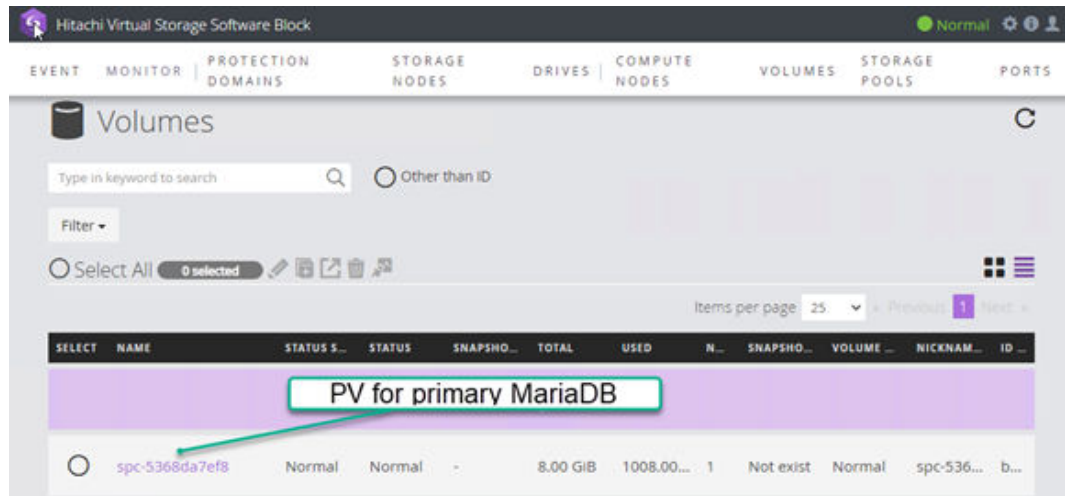 Hitachi Virtual Storage Software Block
Normal
EVENT MONITOR PROTECTION DOMAINS STORAGE NODES DRIVES COMPUTE NODES VOLUMES STORAGE POOLS PORTS
Volumes
Type in keyword to search
Other than ID
Filter
Select All 0 selected
Items per page 25 « Previous 1 Next »
SELECT NAME STATUS S... STATUS SNAPSHO... TOTAL USED N... SNAPSHO... VOLUME ... NICKNAM... ID ...
PV for primary MariaDB
spc-5368da7ef8 Normal Normal - 8.00 GiB 1008.00... 1 Not exist Normal spc-536... b...